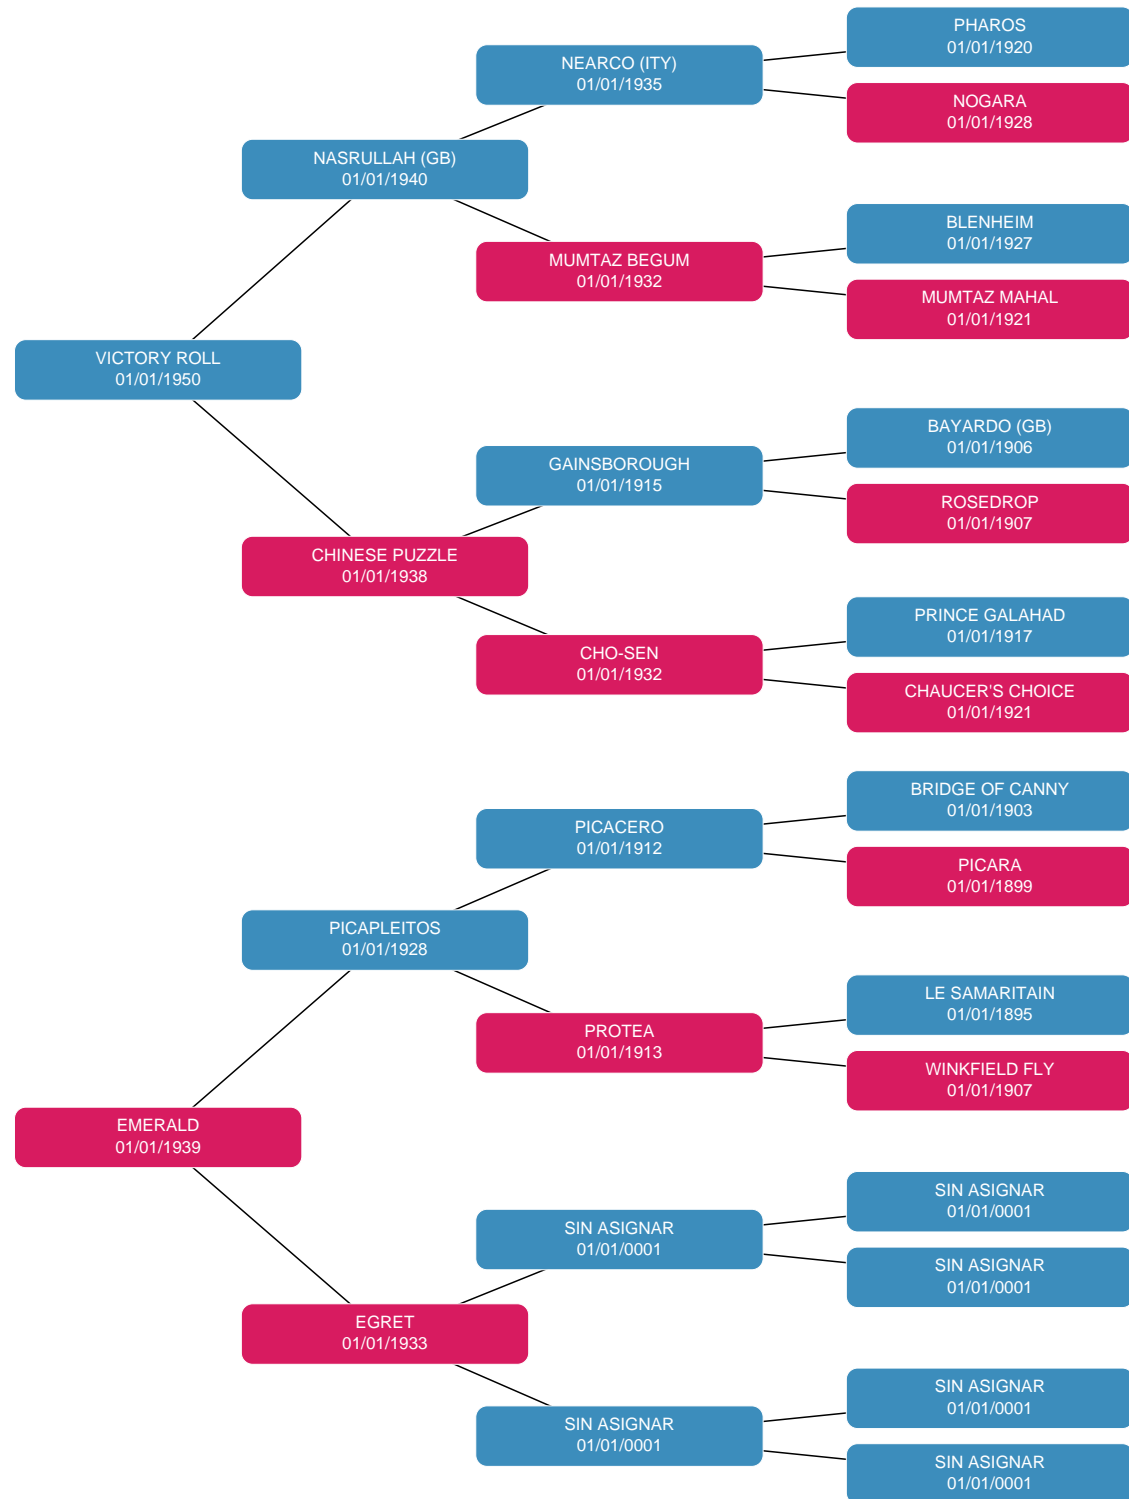 PHAROS
01/01/1920
NEARCO (ITY)
01/01/1935
NOGARA
01/01/1928
NASRULLAH (GB)
01/01/1940
BLENHEIM
01/01/1927
MUMTAZ BEGUM
01/01/1932
MUMTAZ MAHAL
01/01/1921
VICTORY ROLL
01/01/1950
BAYARDO (GB)
01/01/1906
GAINSBOROUGH
01/01/1915
ROSEDROP
01/01/1907
CHINESE PUZZLE
01/01/1938
PRINCE GALAHAD
01/01/1917
CHO-SEN
01/01/1932
CHAUCER'S CHOICE
01/01/1921
BRIDGE OF CANNY
01/01/1903
PICACERO
01/01/1912
PICARA
01/01/1899
PICAPLEITOS
01/01/1928
LE SAMARITAIN
01/01/1895
PROTEA
01/01/1913
WINKFIELD FLY
01/01/1907
EMERALD
01/01/1939
SIN ASIGNAR
01/01/0001
SIN ASIGNAR
01/01/0001
SIN ASIGNAR
01/01/0001
EGRET
01/01/1933
SIN ASIGNAR
01/01/0001
SIN ASIGNAR
01/01/0001
SIN ASIGNAR
01/01/0001